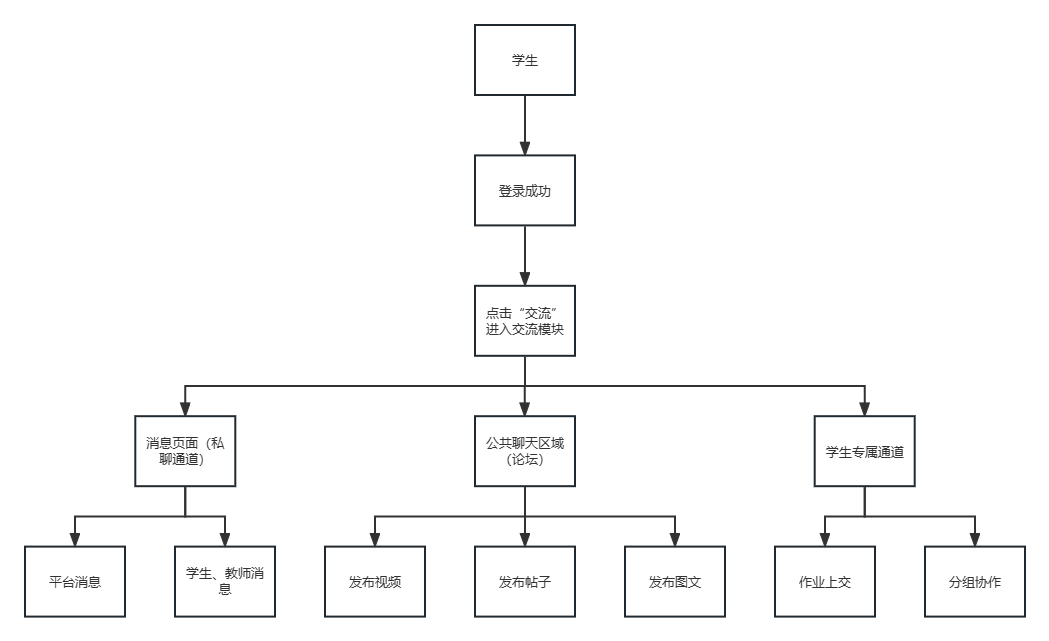 学生
登录成功
点击“交流”
进入交流模块
消息页面（私
聊通道）
公共聊天区域
（论坛）
学生专属通道
平台消息
学生、教师消
息
发布视频
发布帖子
发布图文
作业上交
分组协作